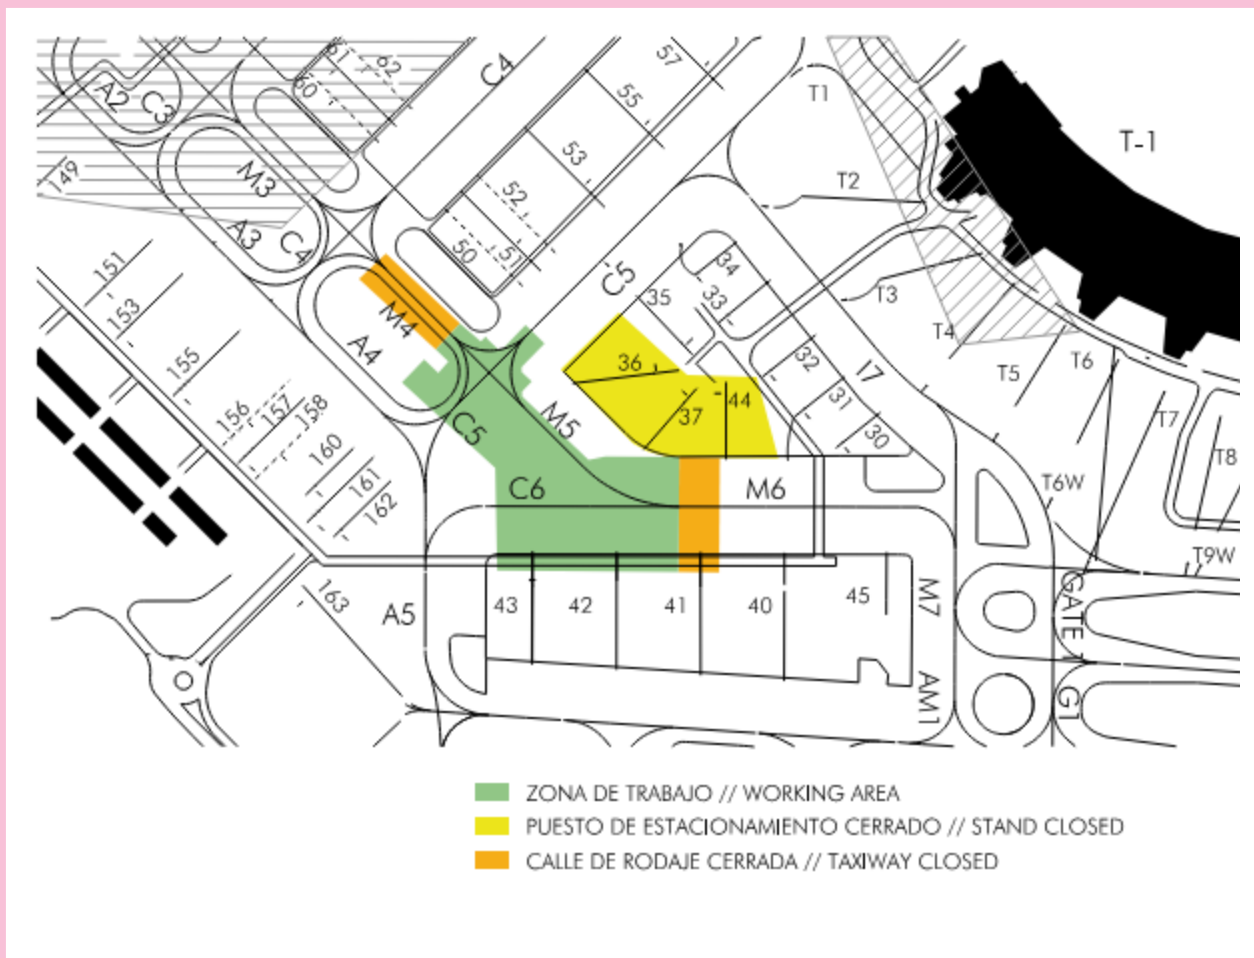 61
62
60
57
C4
A2
C3
55
T1
T-1
53
149
M3
T2
52
A3
C4
50
51
34
151
C5
35
33
T3
153
M4
T4
A4
32
I7
T6
155
36
T5
31
44
156
157
158
C5
M5
37
T7
30
160
T8
161
C6
M6
T6W
162
T9W
163
A5
43
42
41
40
45
M7
GATE 1
AM1
G1
ZONA DE TRABAJO // WORKING AREA
PUESTO DE ESTACIONAMIENTO CERRADO // STAND CLOSED
CALLE DE RODAJE CERRADA // TAXIWAY CLOSED